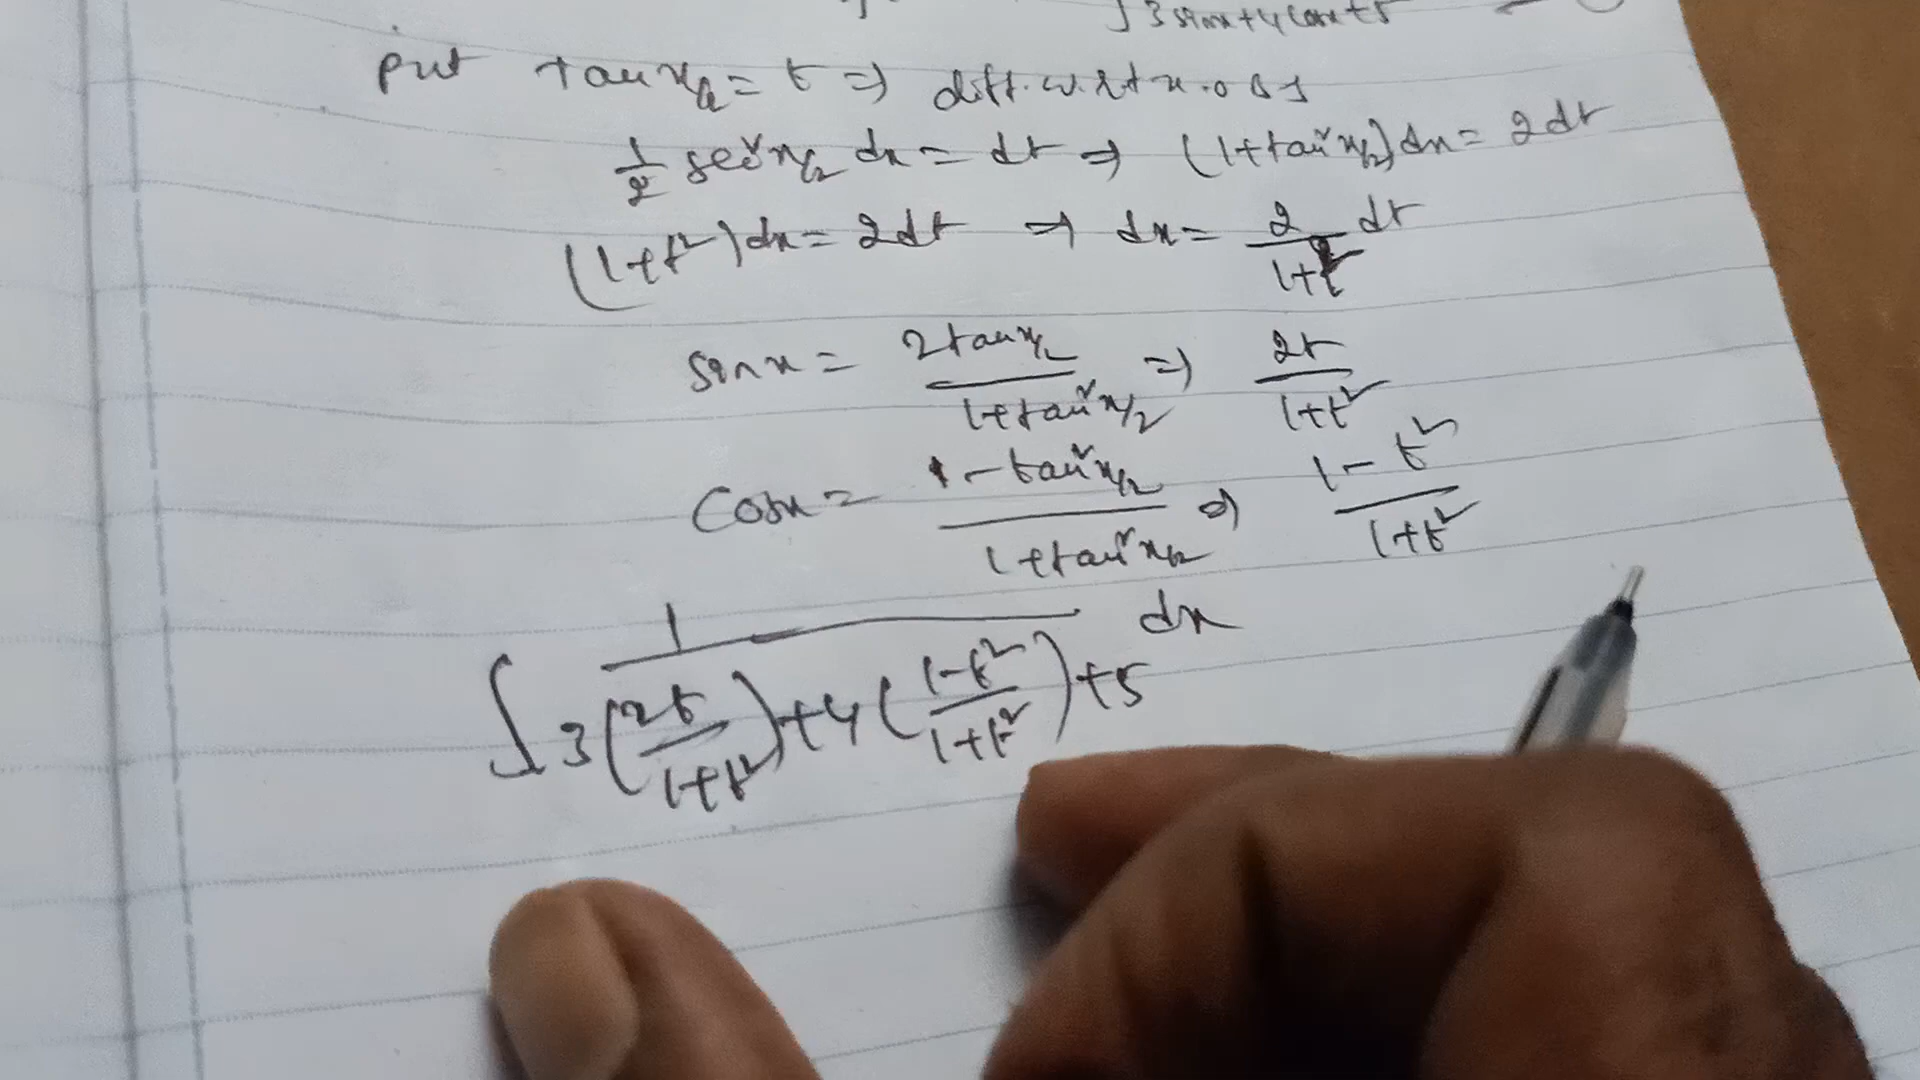 ∫ 3 sinx + 4 cosx + 5
put tan x/2 = t ⇒ diff. w.r.t x. o b s
1/2 sec² x/2 dx = dt ⇒ (1+tan² x/2) dx = 2dt
(1+t²) dx = 2dt ⇒ dx = 2/(1+t²) dt
sin x = 2tan x/2 / (1+tan² x/2) ⇒ 2t/(1+t²)
Cosx = (1 - tan² x/2) / (1+tan² x/2) ⇒ (1 - t²)/(1+t²)
∫ 1 / (3(2t/(1+t²)) + 4((1-t²)/(1+t²)) + 5) dx